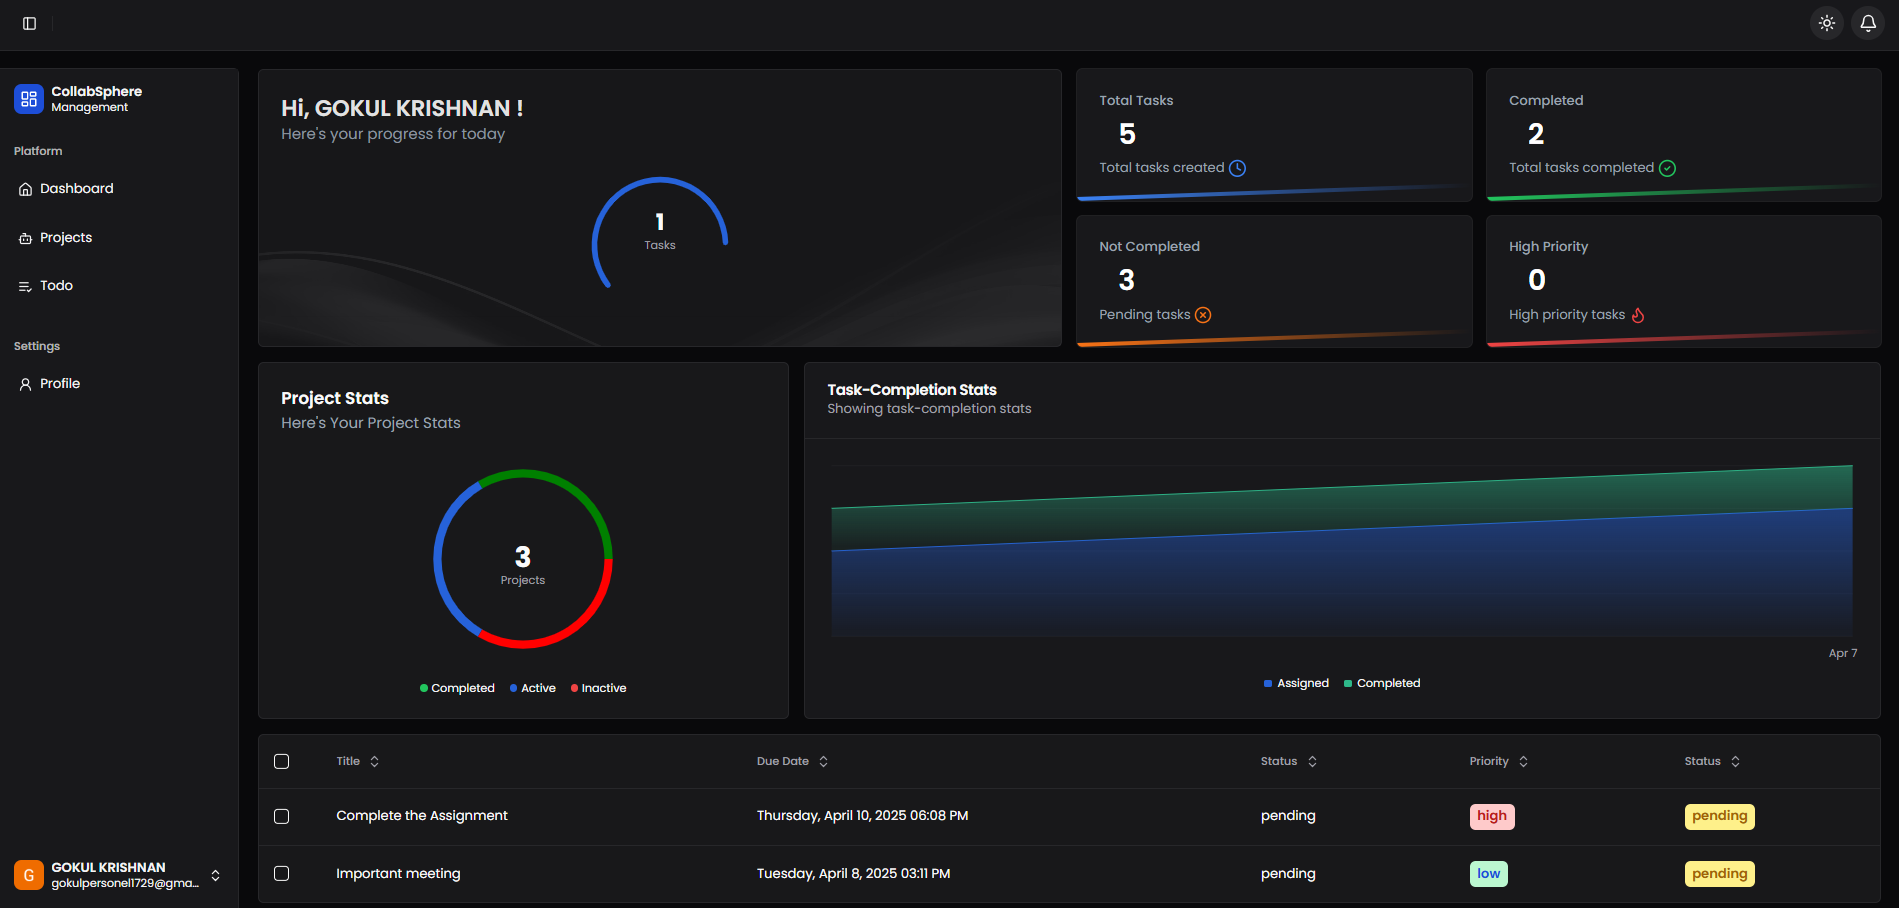 CollabSphere
Management
Platform
Dashboard
Projects
Todo
Settings
Profile
G
GOKUL KRISHNAN
gokulpersonel1729@gma...
Hi, GOKUL KRISHNAN !
Here's your progress for today
1
Tasks
Total Tasks
5
Total tasks created
Completed
2
Total tasks completed
Not Completed
3
Pending tasks
High Priority
0
High priority tasks
Project Stats
Here's Your Project Stats
3
Projects
Completed Active Inactive
Task-Completion Stats
Showing task-completion stats
Apr 7
Assigned Completed
Title Due Date Status Priority Status
Complete the Assignment Thursday, April 10, 2025 06:08 PM pending high pending
Important meeting Tuesday, April 8, 2025 03:11 PM pending low pending